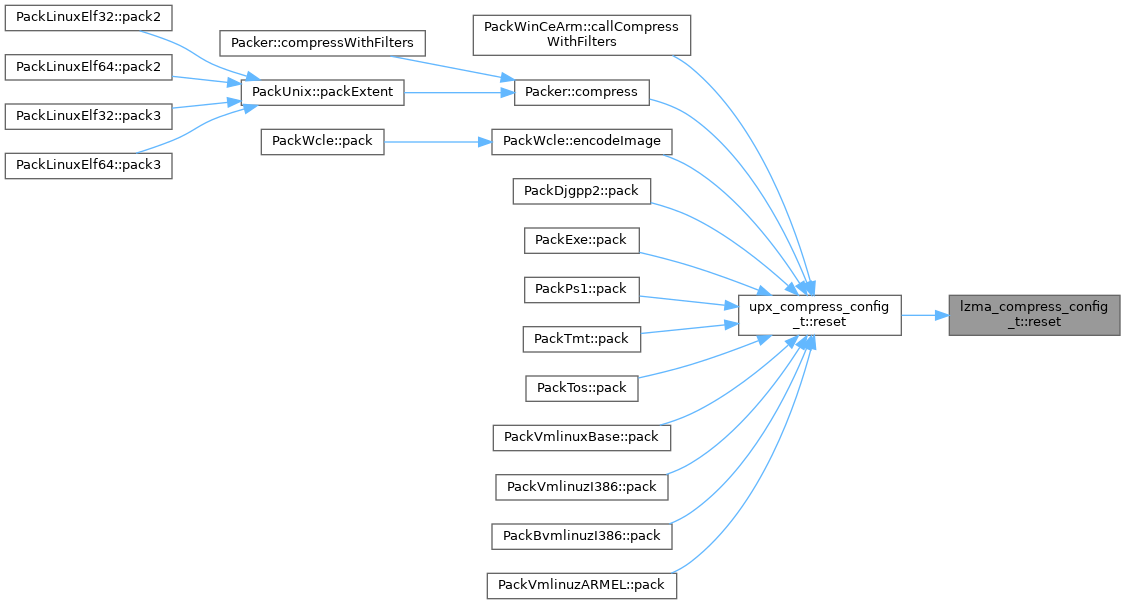 PackLinuxElf32::pack2
PackLinuxElf64::pack2
PackLinuxElf32::pack3
PackLinuxElf64::pack3
Packer::compressWithFilters
PackUnix::packExtent
PackWcle::pack
PackWinCeArm::callCompress
WithFilters
Packer::compress
PackWcle::encodeImage
PackDjgpp2::pack
PackExe::pack
PackPs1::pack
PackTmt::pack
PackTos::pack
PackVmlinuxBase::pack
PackVmlinuzI386::pack
PackBvmlinuzI386::pack
PackVmlinuzARMEL::pack
upx_compress_config
_t::reset
lzma_compress_config
_t::reset